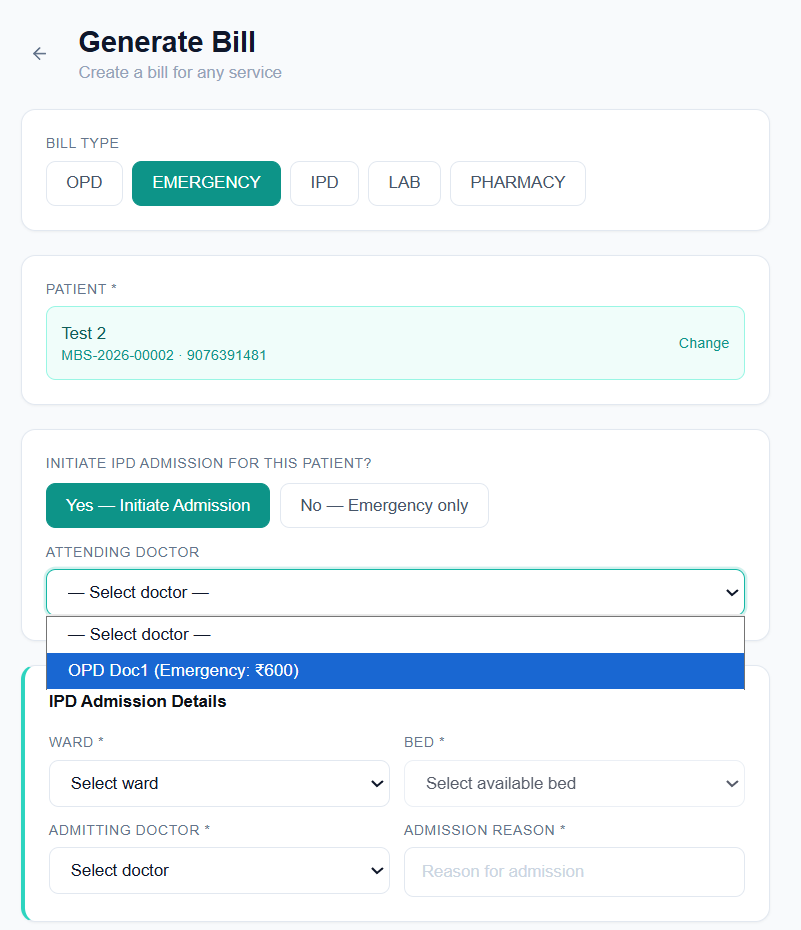 Generate Bill
Create a bill for any service
BILL TYPE
OPD
EMERGENCY
IPD
LAB
PHARMACY
PATIENT *
Test 2
MBS-2026-00002 · 9076391481
Change
INITIATE IPD ADMISSION FOR THIS PATIENT?
Yes — Initiate Admission
No — Emergency only
ATTENDING DOCTOR
— Select doctor —
— Select doctor —
OPD Doc1 (Emergency: ₹600)
IPD Admission Details
WARD *
BED *
Select ward
Select available bed
ADMITTING DOCTOR *
ADMISSION REASON *
Select doctor
Reason for admission